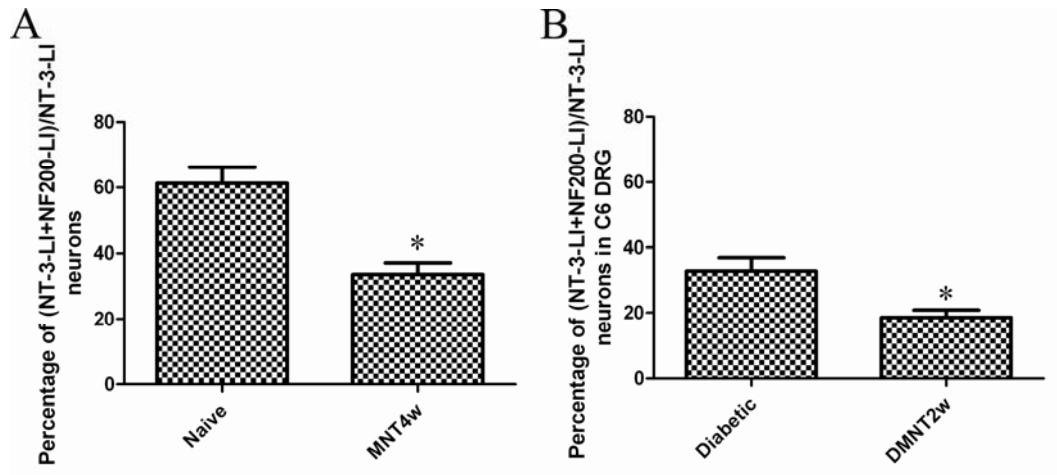 A
Percentage of (NT-3-LI+NF200-LI)/NT-3-LI
neurons
80
60
40
20
0
*
Naive
MNT4w
B
Percentage of (NT-3-LI+NF200-LI)/NT-3-LI
neurons in C6 DRG
80
60
40
20
0
*
Diabetic
DMNT2w